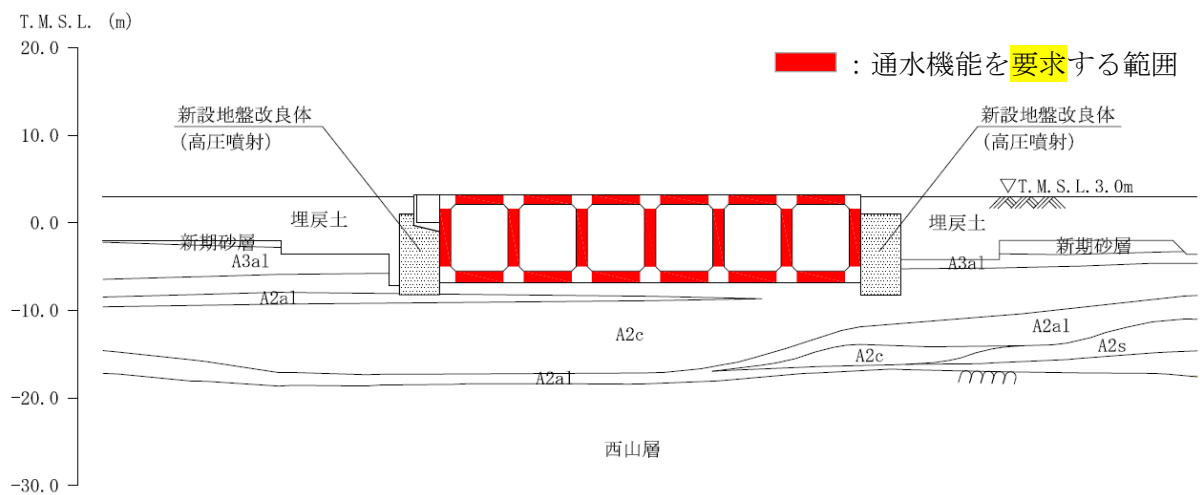 T.M.S.L. (m)
20.0
：通水機能を要求する範囲
新設地盤改良体
(高圧噴射)
新設地盤改良体
(高圧噴射)
10.0
▽T.M.S.L.3.0m
0.0
埋戻土
埋戻土
新期砂層
新期砂層
A3al
A3al
A2al
-10.0
A2c
A2al
A2c
A2s
A2al
-20.0
西山層
-30.0